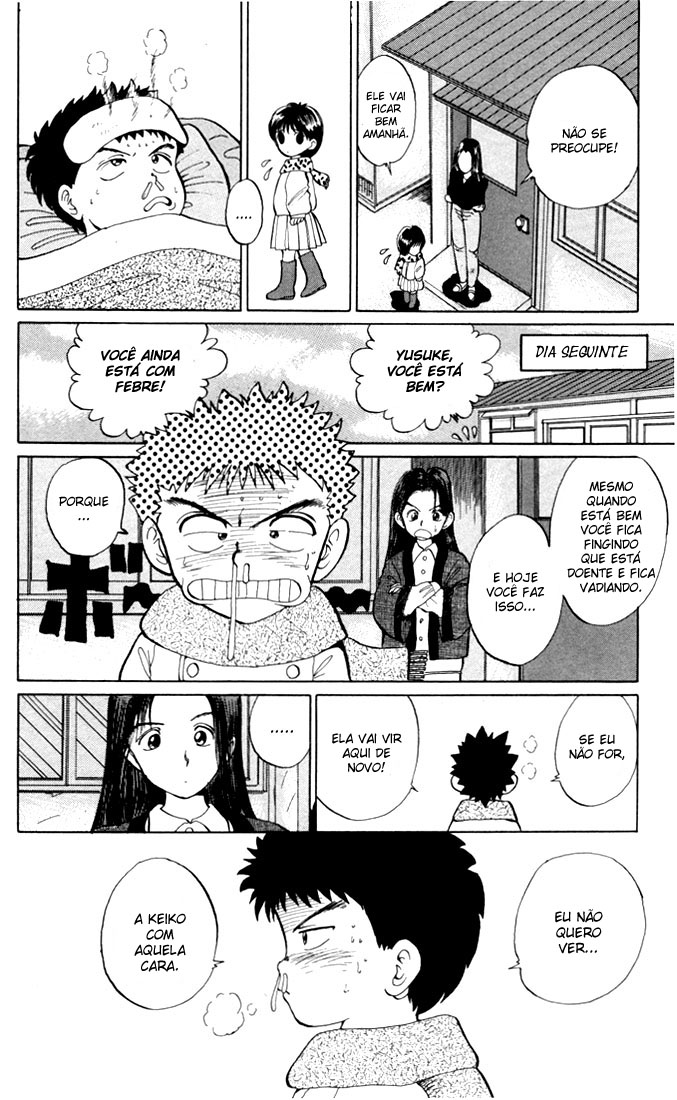 NÃO SE
PREOCUPE!
ELE VAI
FICAR
BEM
AMANHÃ.
....
DIA SEGUINTE
YUSUKE,
VOCÊ ESTÁ
BEM?
VOCÊ AINDA
ESTÁ COM
FEBRE!
MESMO
QUANDO
ESTÁ BEM
VOCÊ FICA
FINGINDO
QUE ESTÁ
DOENTE E FICA
VADIANDO.
E HOJE
VOCÊ FAZ
ISSO...
PORQUE
...
SE EU
NÃO FOR,
ELA VAI VIR
AQUI DE
NOVO!
.....
EU NÃO
QUERO
VER...
A KEIKO
COM
AQUELA
CARA.